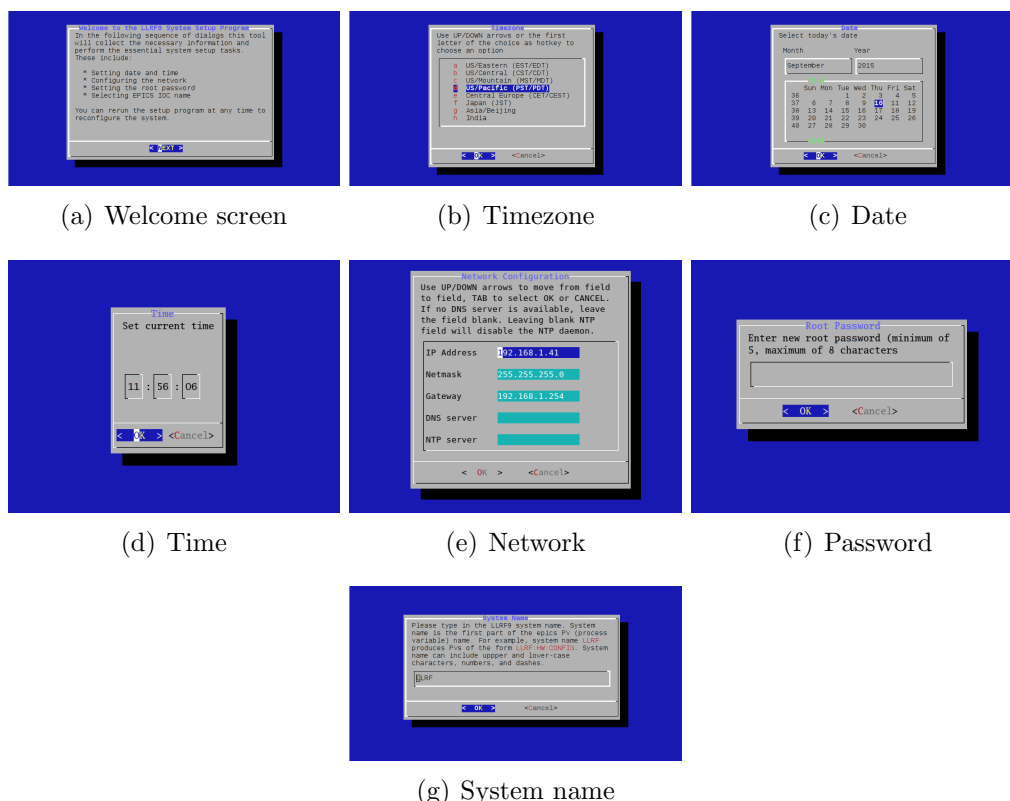 Welcome to the LLRF9 System Setup Program
In the following sequence of dialogs this tool
will collect the necessary information and
perform the essential system setup tasks.
These include:
* Setting date and time
* Configuring the network
* Setting the root password
* Selecting EPICS IOC name
You can rerun the setup program at any time to
reconfigure the system.
< NEXT >
(a) Welcome screen
Timezone
Use UP/DOWN arrows or the first
letter of the choice as hotkey to
choose an option
a US/Eastern (EST/EDT)
b US/Central (CST/CDT)
c US/Mountain (MST/MDT)
d US/Pacific (PST/PDT)
e Central Europe (CET/CEST)
f Japan (JST)
g Asia/Beijing
h India
< OK > <Cancel>
(b) Timezone
Date
Select today's date
Month Year
September 2015
Sun Mon Tue Wed Thu Fri Sat
36 1 2 3 4 5
37 6 7 8 9 10 11 12
38 13 14 15 16 17 18 19
39 20 21 22 23 24 25 26
40 27 28 29 30
< OK > <Cancel>
(c) Date
Time
Set current time
11 : 56 : 06
< OK > <Cancel>
(d) Time
Network Configuration
Use UP/DOWN arrows to move from field
to field, TAB to select OK or CANCEL.
If no DNS server is available, leave
the field blank. Leaving blank NTP
field will disable the NTP daemon.
IP Address 192.168.1.41
Netmask 255.255.255.0
Gateway 192.168.1.254
DNS server
NTP server
< OK > <Cancel>
(e) Network
Root Password
Enter new root password (minimum of
5, maximum of 8 characters
< OK > <Cancel>
(f) Password
System Name
Please type in the LLRF9 system name. System
name is the first part of the epics PV (process
variable) name. For example, system name LLRF
produces PVs of the form LLRF:HW:CONFIG. System
name can include uppper and lower-case
characters, numbers, and dashes.
LLRF
< OK > <Cancel>
(g) System name